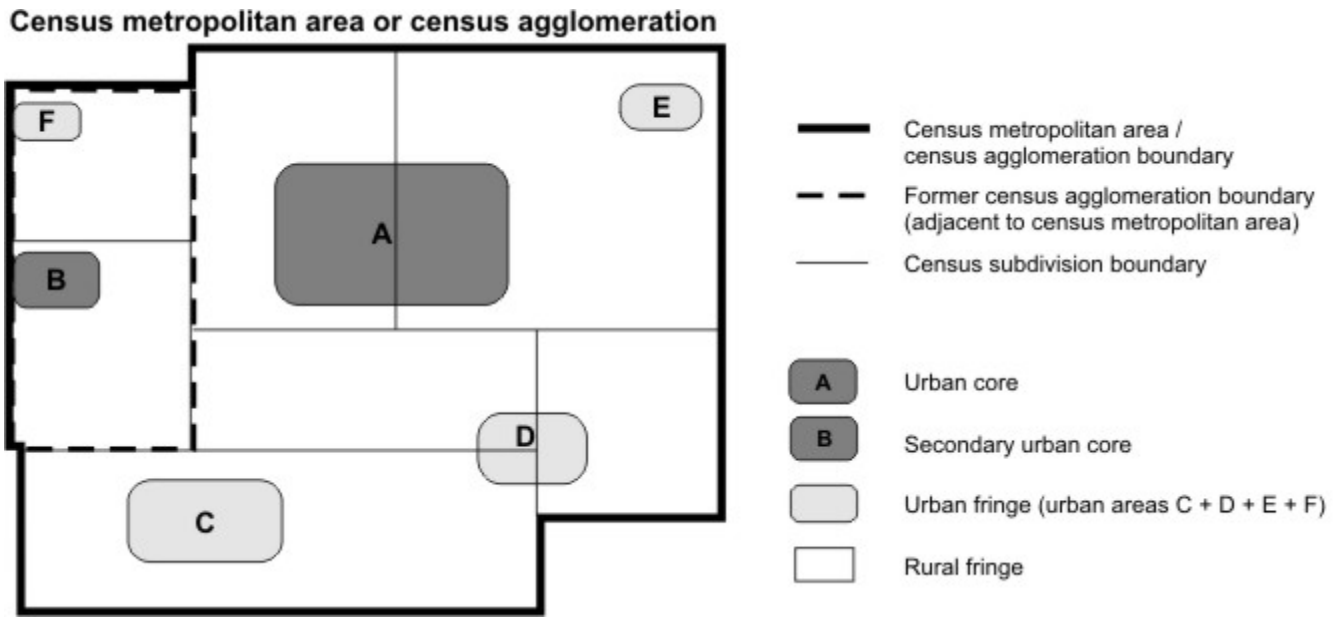 Census metropolitan area or census agglomeration
F
E
A
B
D
C
Census metropolitan area /
census agglomeration boundary
Former census agglomeration boundary
(adjacent to census metropolitan area)
Census subdivision boundary
A
Urban core
B
Secondary urban core
Urban fringe (urban areas C + D + E + F)
Rural fringe